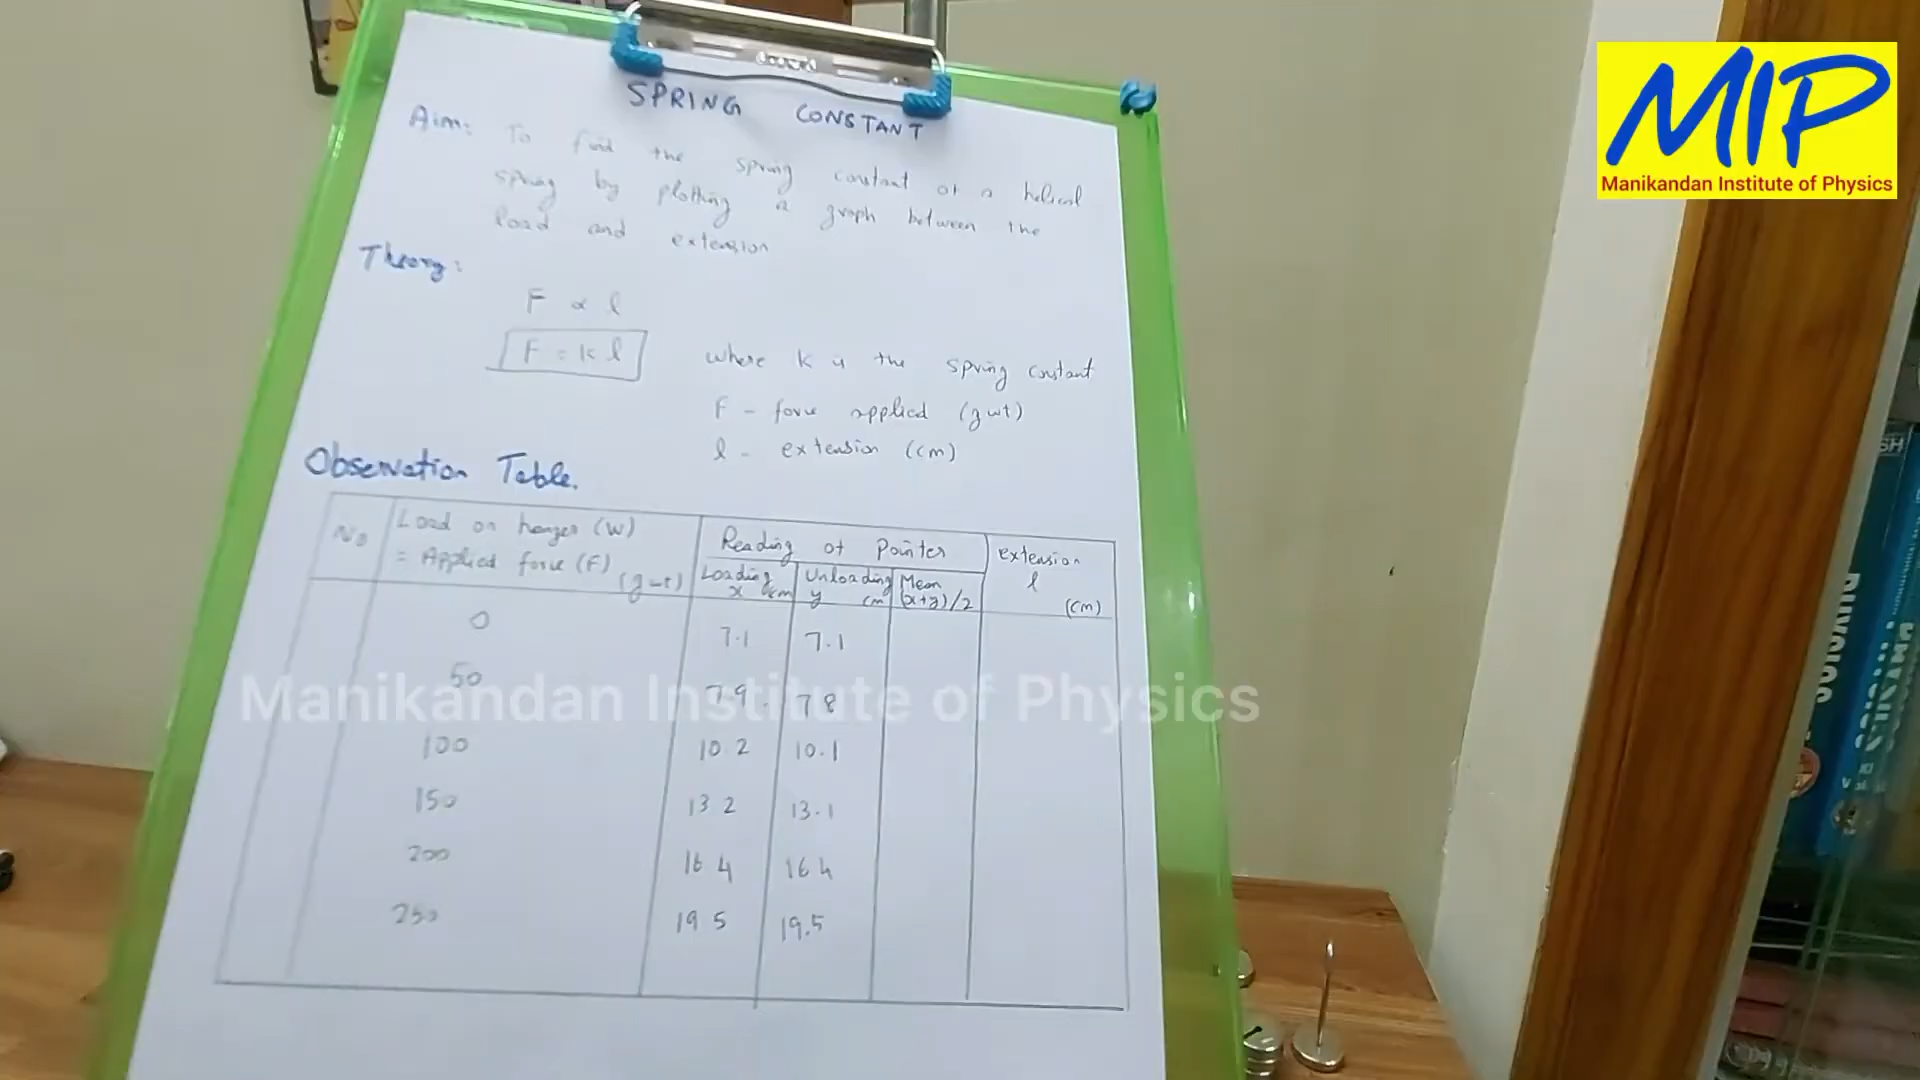 MIP
Manikandan Institute of Physics
SPRING CONSTANT
Aim: To find the spring constant of a helical
spring by plotting a graph between the
load and extension
Theory:
F ∝ l
F = k l
where k is the spring constant
F - force applied (g wt)
l - extension (cm)
Observation Table.
No
Load on hanger (W)
= Applied force (F)
(g wt)
Reading of Pointer
Loading x cm
Unloading y cm
Mean (x+y)/2
extension
l
(cm)
0 7.1 7.1
50 7.9 7 8
100 10 2 10.1
150 13 2 13.1
200 16 4 16 4
250 19 5 19.5
Manikandan Institute of Physics
PHYSICS